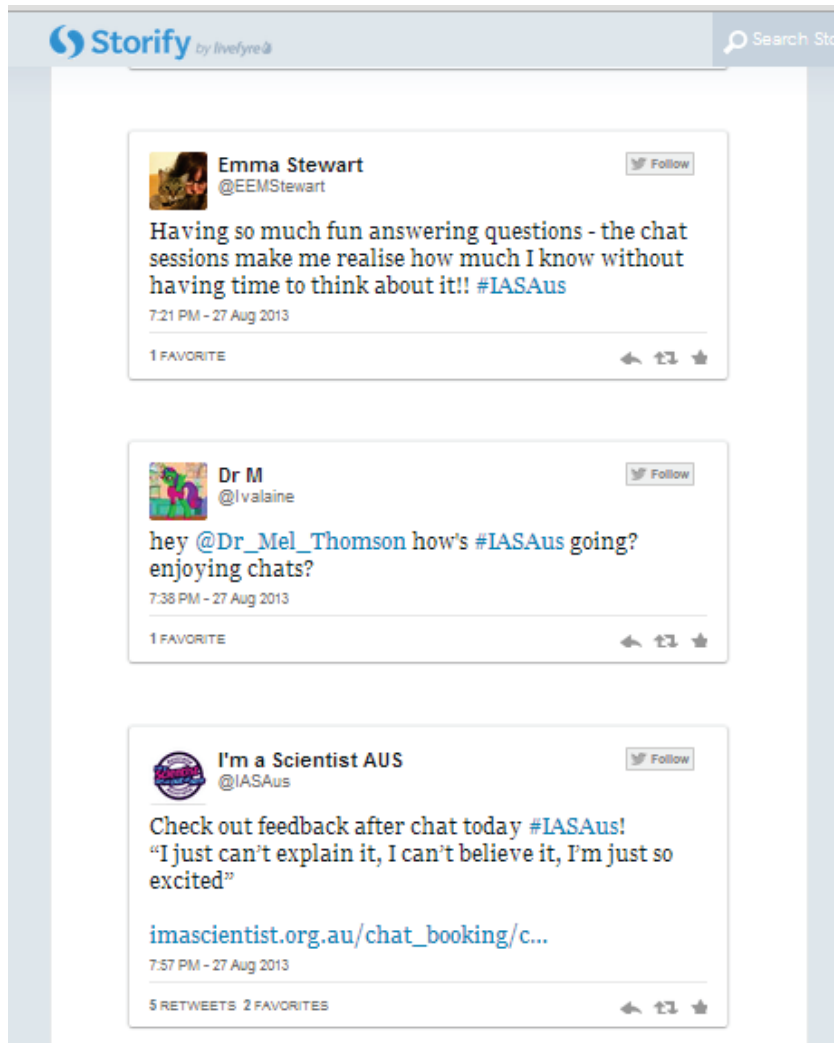 Storify by livefyre
Search Sto
Emma Stewart
Follow
@EEMStewart
Having so much fun answering questions - the chat
sessions make me realise how much I know without
having time to think about it!! #IASAus
7:21 PM - 27 Aug 2013
1 FAVORITE
Dr M
Follow
@lvalaine
hey @Dr_Mel_Thomson how's #IASAus going?
enjoying chats?
7:38 PM - 27 Aug 2013
1 FAVORITE
I'm a Scientist AUS
Follow
@IASAus
Check out feedback after chat today #IASAus!
“I just can’t explain it, I can’t believe it, I’m just so
excited”
imascientist.org.au/chat_booking/c...
7:57 PM - 27 Aug 2013
5 RETWEETS 2 FAVORITES